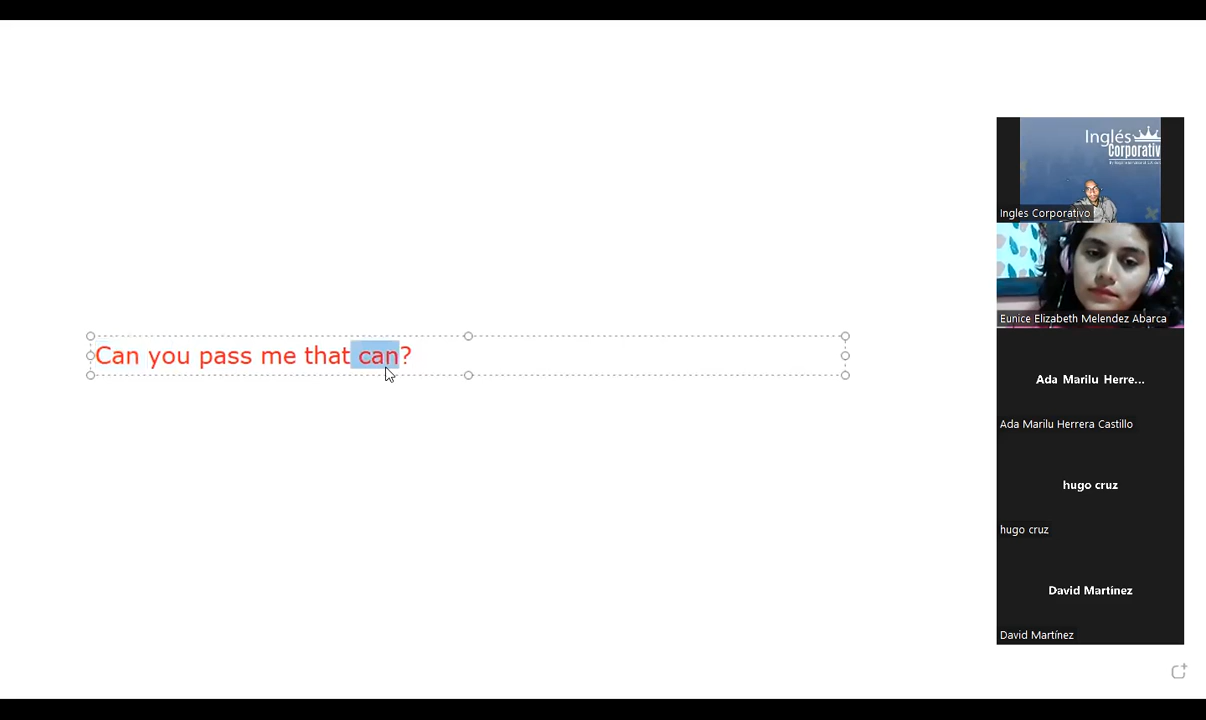 Can you pass me that can?
Inglés
Corporativ
Ingles Corporativo
Eunice Elizabeth Melendez Abarca
Ada Marilu Herre...
Ada Marilu Herrera Castillo
hugo cruz
hugo cruz
David Martínez
David Martínez